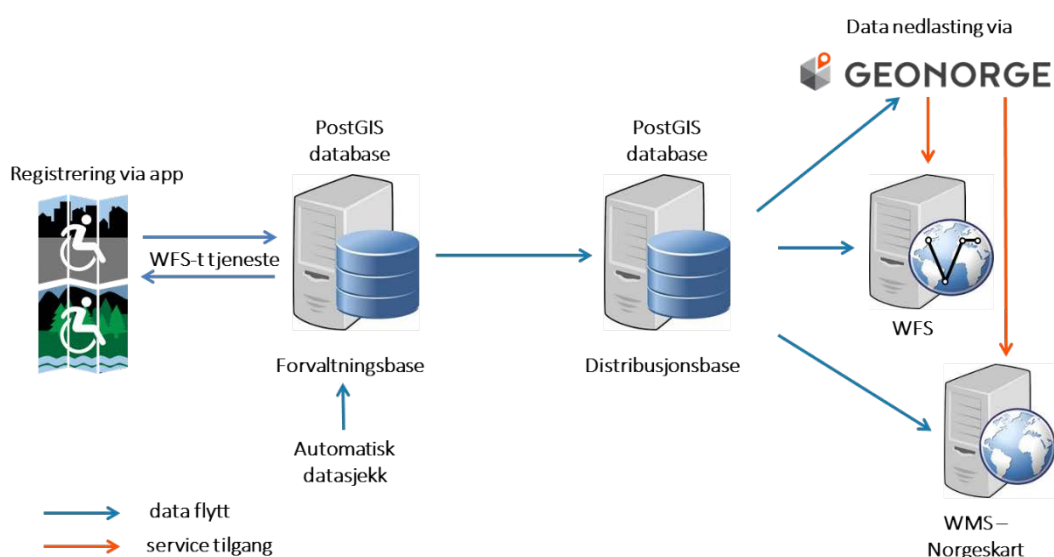 Data nedlasting via
GEONORGE
PostGIS
database
PostGIS
database
Registrering via app
WFS-t tjeneste
WFS
Forvaltningsbase
Distribusjonsbase
Automatisk
datasjekk
data flytt
service tilgang
WMS –
Norgeskart